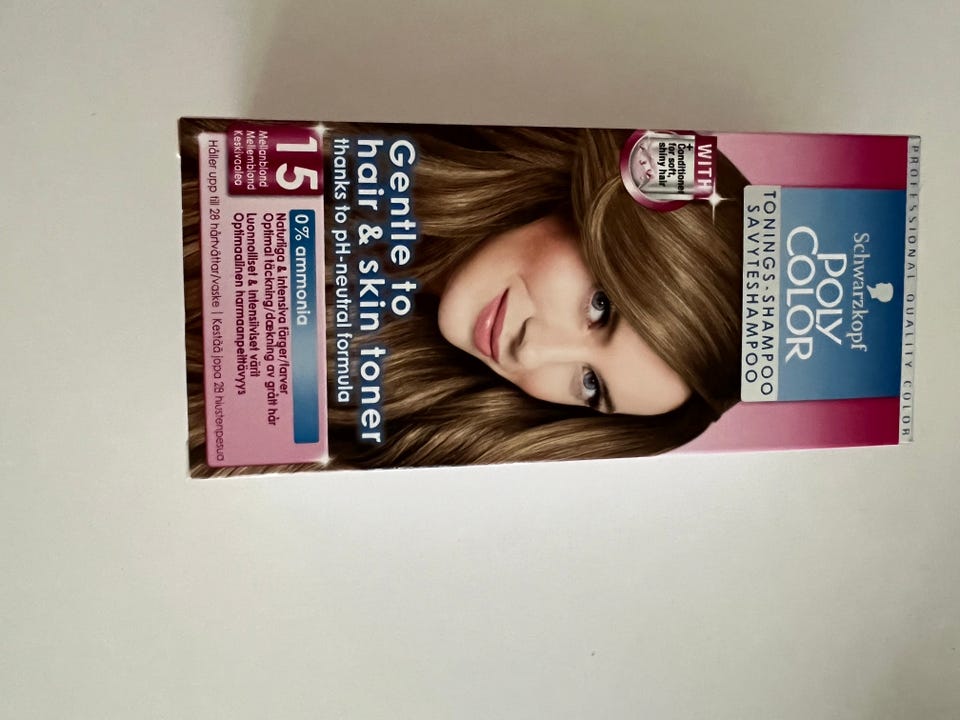 PROFESSIONAL QUALITY COLOR
Schwarzkopf
POLY
COLOR
TONINGS-SHAMPOO
SAVYTESHAMPOO
WITH
+
Conditioner
for soft,
shiny hair
Gentle to
hair & skin toner
thanks to pH-neutral formula
15
Mellanblond
Mellemblond
Keskivaalea
0% ammonia
Naturliga & intensiva färger/farver
Optimal täckning/dækning av grått hår
Luonnolliset & intensiiviset värit
Optimaalinen harmaanpeittävyys
Håller upp till 28 hårtvättar/vaske | Kestää jopa 28 hiustenpesua